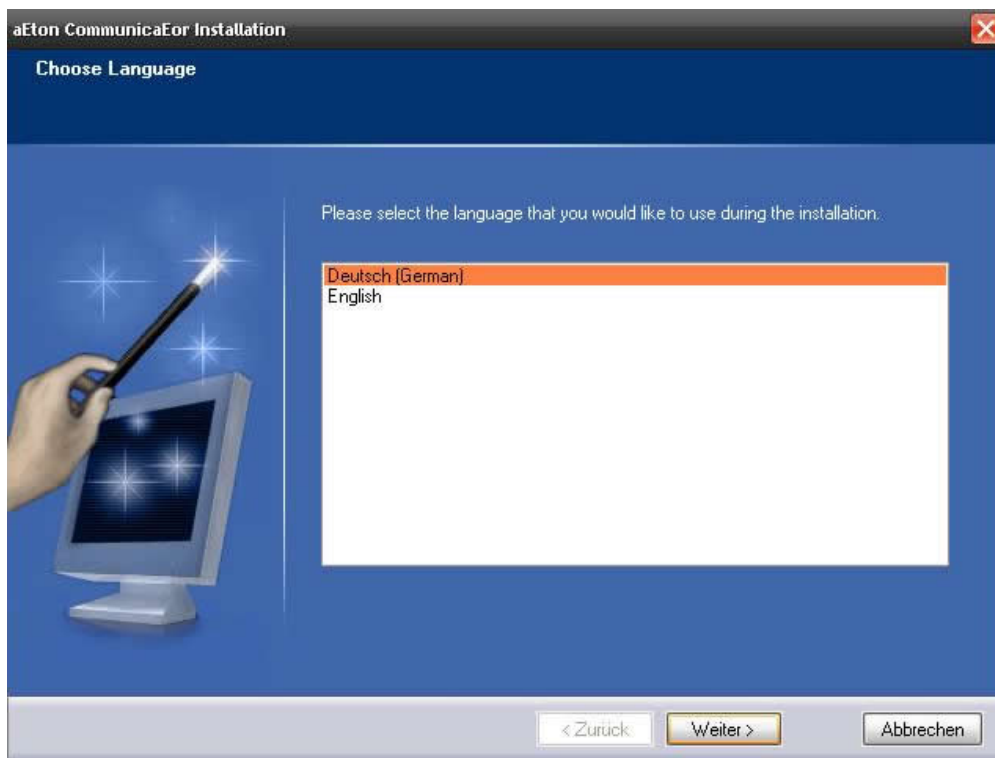 aEton CommunicaEor Installation
Choose Language
Please select the language that you would like to use during the installation.
Deutsch (German)
English
< Zurück
Weiter >
Abbrechen